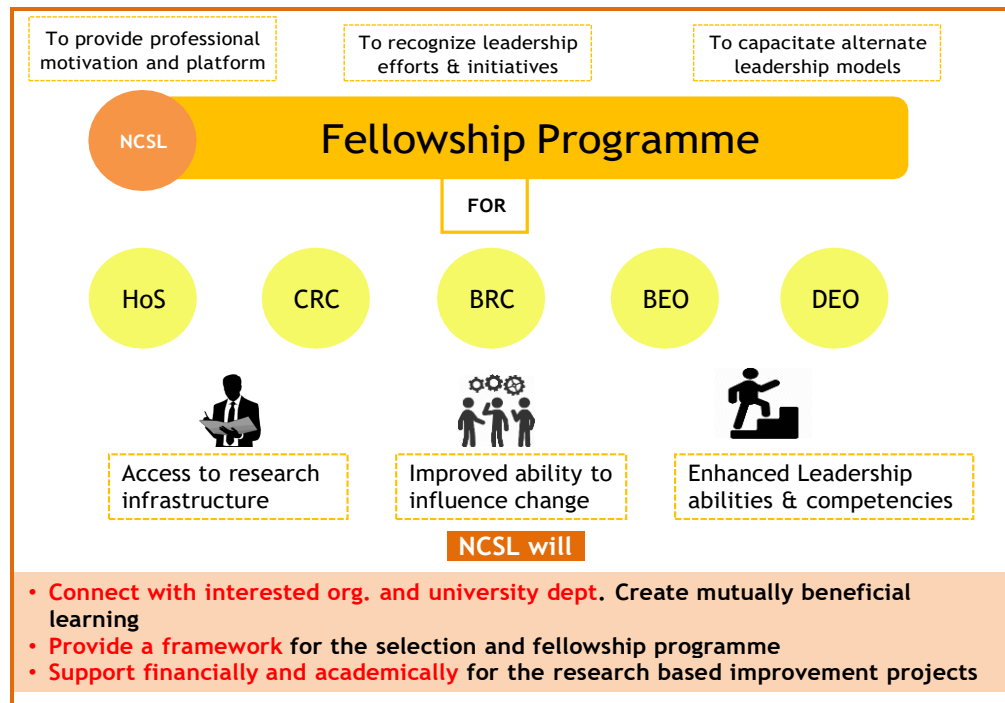 To provide professional
motivation and platform
To recognize leadership
efforts & initiatives
To capacitate alternate
leadership models
NCSL
Fellowship Programme
FOR
HoS
CRC
BRC
BEO
DEO
Access to research
infrastructure
Improved ability to
influence change
Enhanced Leadership
abilities & competencies
NCSL will
• Connect with interested org. and university dept. Create mutually beneficial
learning
• Provide a framework for the selection and fellowship programme
• Support financially and academically for the research based improvement projects